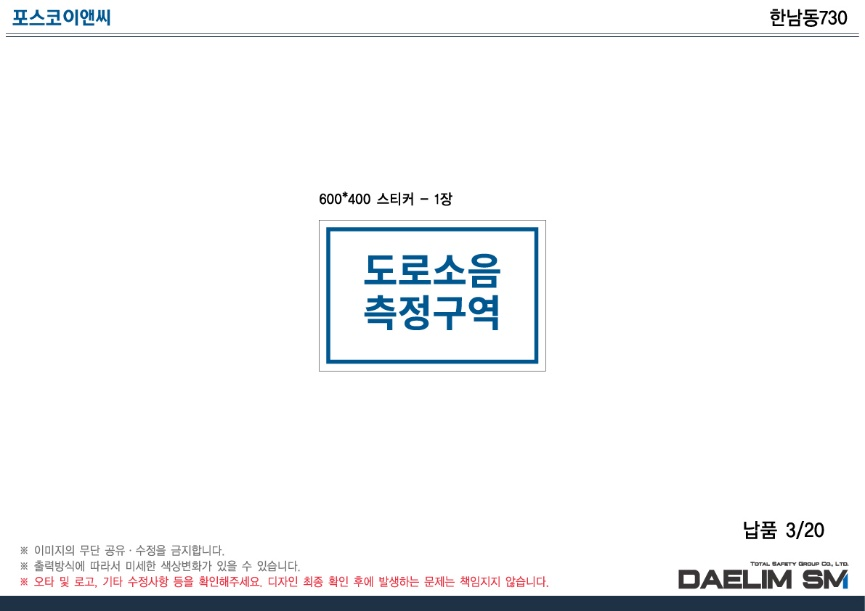 포스코이앤씨
한남동730
600*400 스티커 - 1장
도로소음
측정구역
납품 3/20
※ 이미지의 무단 공유·수정을 금지합니다.
※ 출력방식에 따라서 미세한 색상변화가 있을 수 있습니다.
※ 오타 및 로고, 기타 수정사항 등을 확인해주세요. 디자인 최종 확인 후에 발생하는 문제는 책임지지 않습니다.
TOTAL SAFETY GROUP CO., LTD.
DAELIM SM